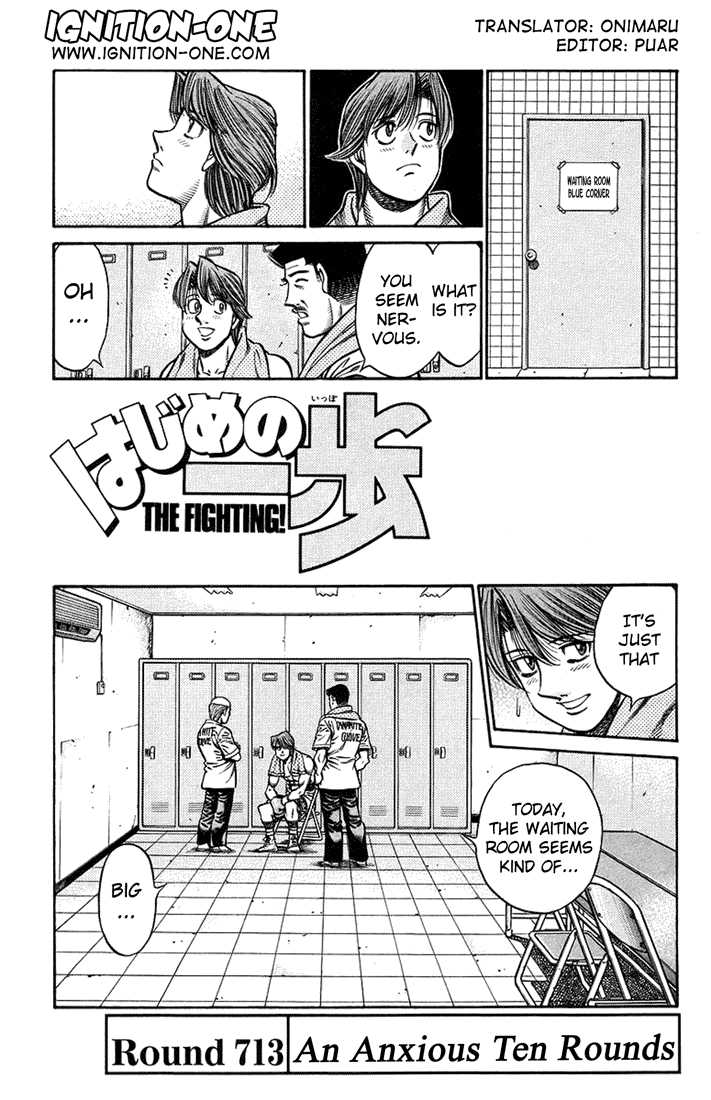 IGNITION-ONE
WWW.IGNITION-ONE.COM
TRANSLATOR: ONIMARU
EDITOR: PUAR
WAITING ROOM
BLUE CORNER
WHAT
IS IT?
YOU
SEEM
NER-
VOUS.
OH
...
はじめの一歩
いっぽ
THE FIGHTING!
IT'S
JUST
THAT
TODAY,
THE WAITING
ROOM SEEMS
KIND OF...
BIG
...
Round 713
An Anxious Ten Rounds